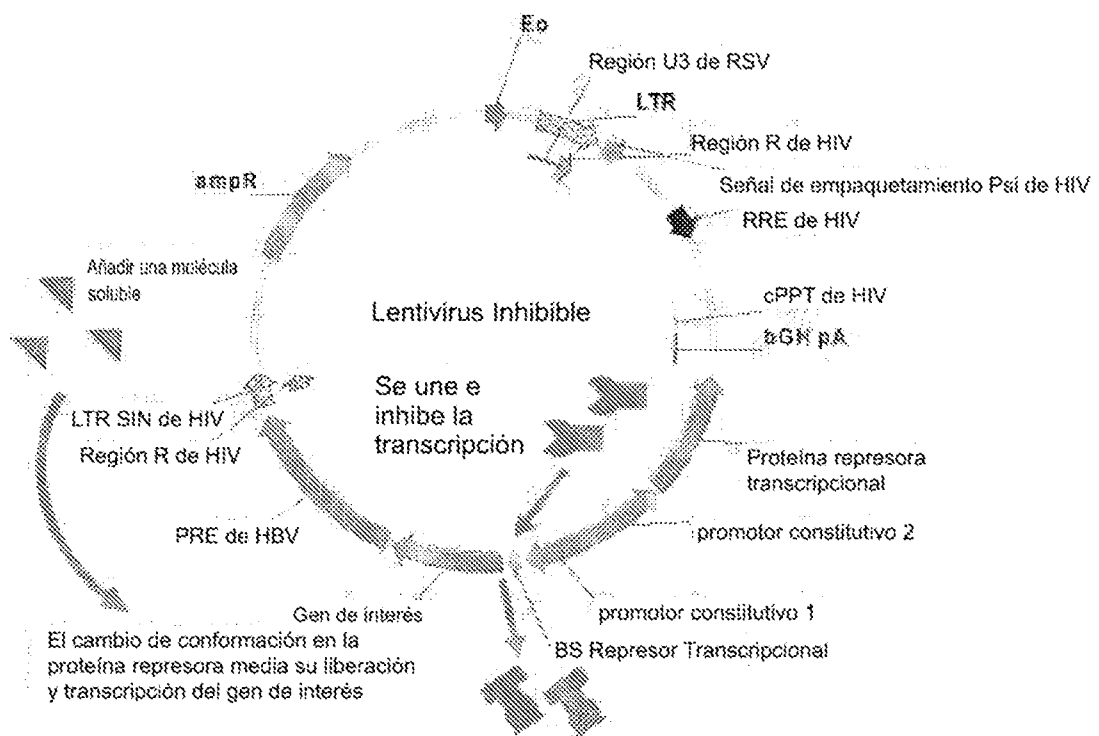 Eo
Región U3 de RSV
LTR
Región R de HIV
Señal de empaquetamiento Psi de HIV
RRE de HIV
ampR
Añadir una molécula
soluble
cPPT de HIV
bGH pA
Lentivírus Inhibible
Se une e
inhibe la
transcripción
LTR SIN de HIV
Región R de HIV
Proteína represora
transcripcional
PRE de HBV
promotor constitutivo 2
Gen de interés
promotor constitutivo 1
BS Represor Transcripcional
El cambio de conformación en la
proteína represora media su liberación
y transcripción del gen de interés